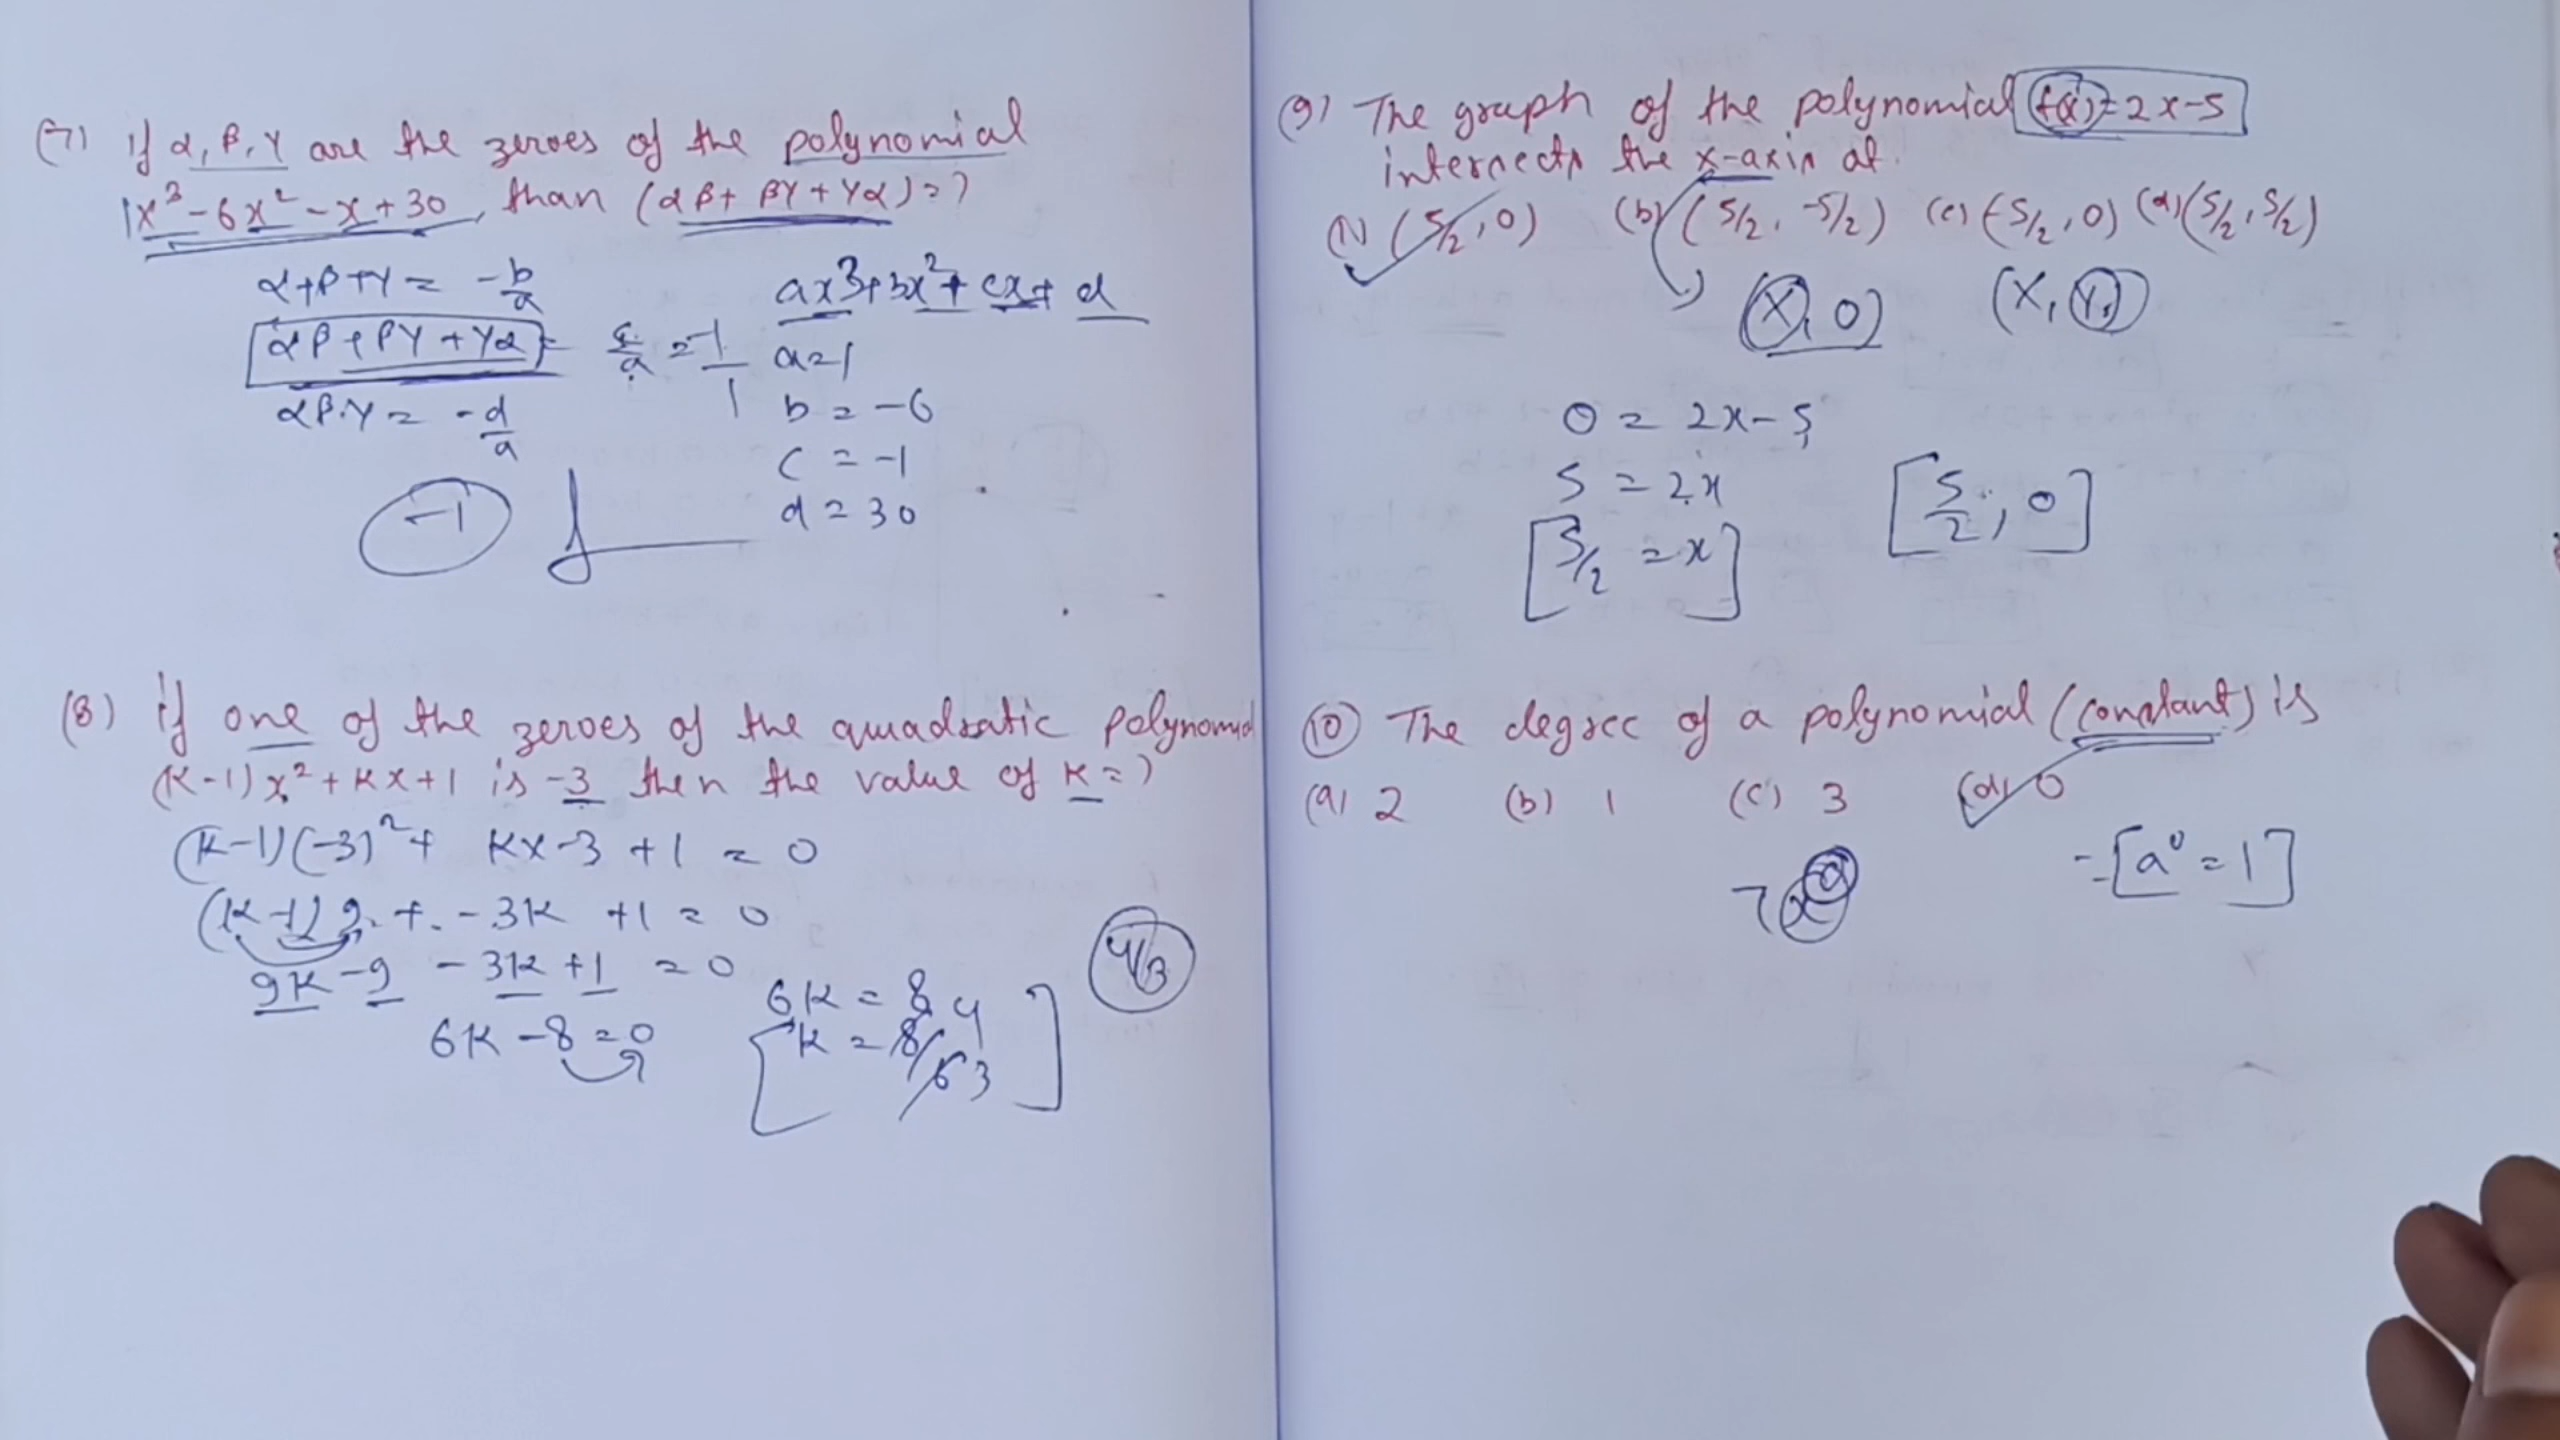 (7) If α, β, γ are the zeroes of the polynomial
1x³-6x²-x+30, than (αβ+ βγ + γα) = ?
α+β+γ = -b/a
αβ+βγ+γα = c/a = -1/1
αβ.γ = -d/a
-1
ax³+bx²+cx+d
a=1
b = -6
c = -1
d = 30
(8) If one of the zeroes of the quadratic polynomial
(k-1)x²+kx+1 is -3 then the value of k=?
(k-1)(-3)²+ k×-3 +1 = 0
(k-1)9 + -3k +1 = 0
9k-9 - 3k+1 = 0
6k-8=0
6k = 8
k = 8/6 4 3
4/3
(9) The graph of the polynomial f(x)=2x-5
intersects the x-axis at.
(5/2, 0) (b) (5/2, -5/2) (c) (-5/2, 0) (d) (5/2, 5/2)
(x, 0) (x, y)
0 = 2x-5
5 = 2x
[5/2 = x]
[5/2, 0]
(10) The degree of a polynomial (constant) is
(a) 2 (b) 1 (c) 3 (d) 0
= [a⁰ = 1]